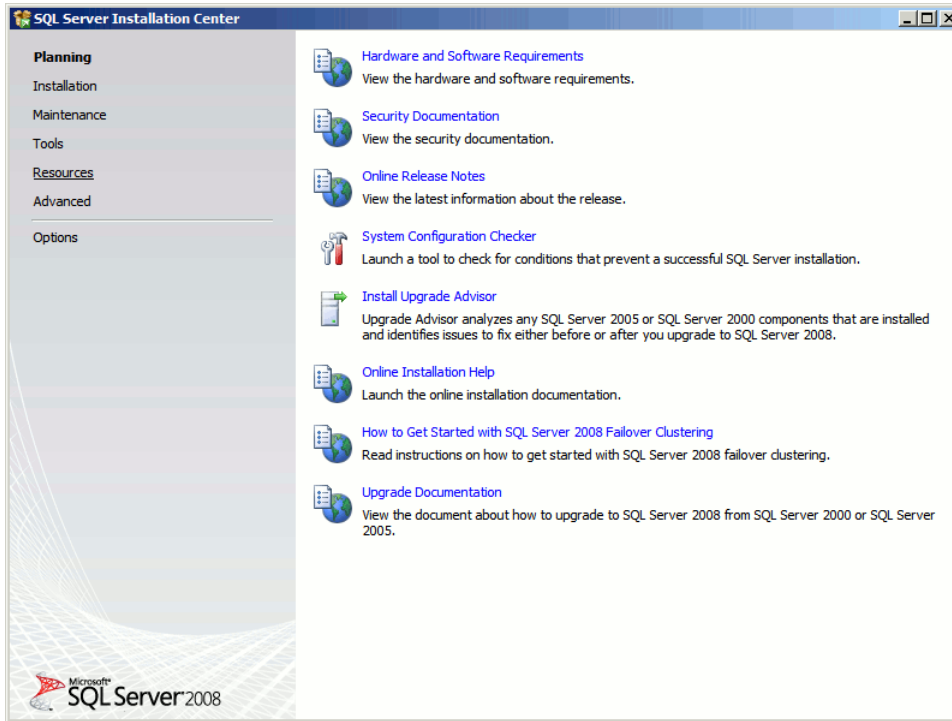 SQL Server Installation Center
Planning
Installation
Maintenance
Tools
Resources
Advanced
Options
Hardware and Software Requirements
View the hardware and software requirements.
Security Documentation
View the security documentation.
Online Release Notes
View the latest information about the release.
System Configuration Checker
Launch a tool to check for conditions that prevent a successful SQL Server installation.
Install Upgrade Advisor
Upgrade Advisor analyzes any SQL Server 2005 or SQL Server 2000 components that are installed
and identifies issues to fix either before or after you upgrade to SQL Server 2008.
Online Installation Help
Launch the online installation documentation.
How to Get Started with SQL Server 2008 Failover Clustering
Read instructions on how to get started with SQL Server 2008 failover clustering.
Upgrade Documentation
View the document about how to upgrade to SQL Server 2008 from SQL Server 2000 or SQL Server
2005.
Microsoft®
SQL Server®2008